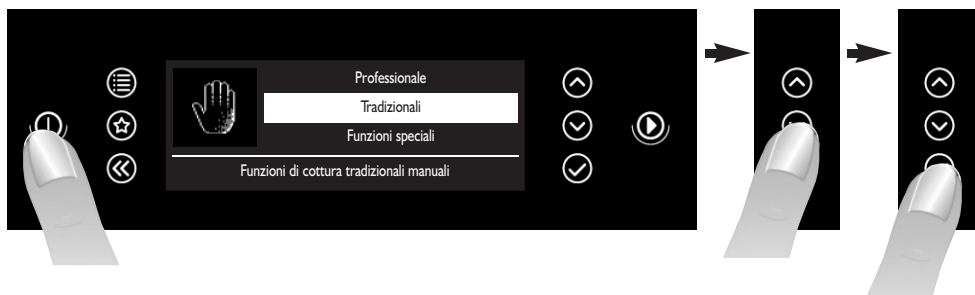 Professionale
Tradizionali
Funzioni speciali
Funzioni di cottura tradizionali manuali